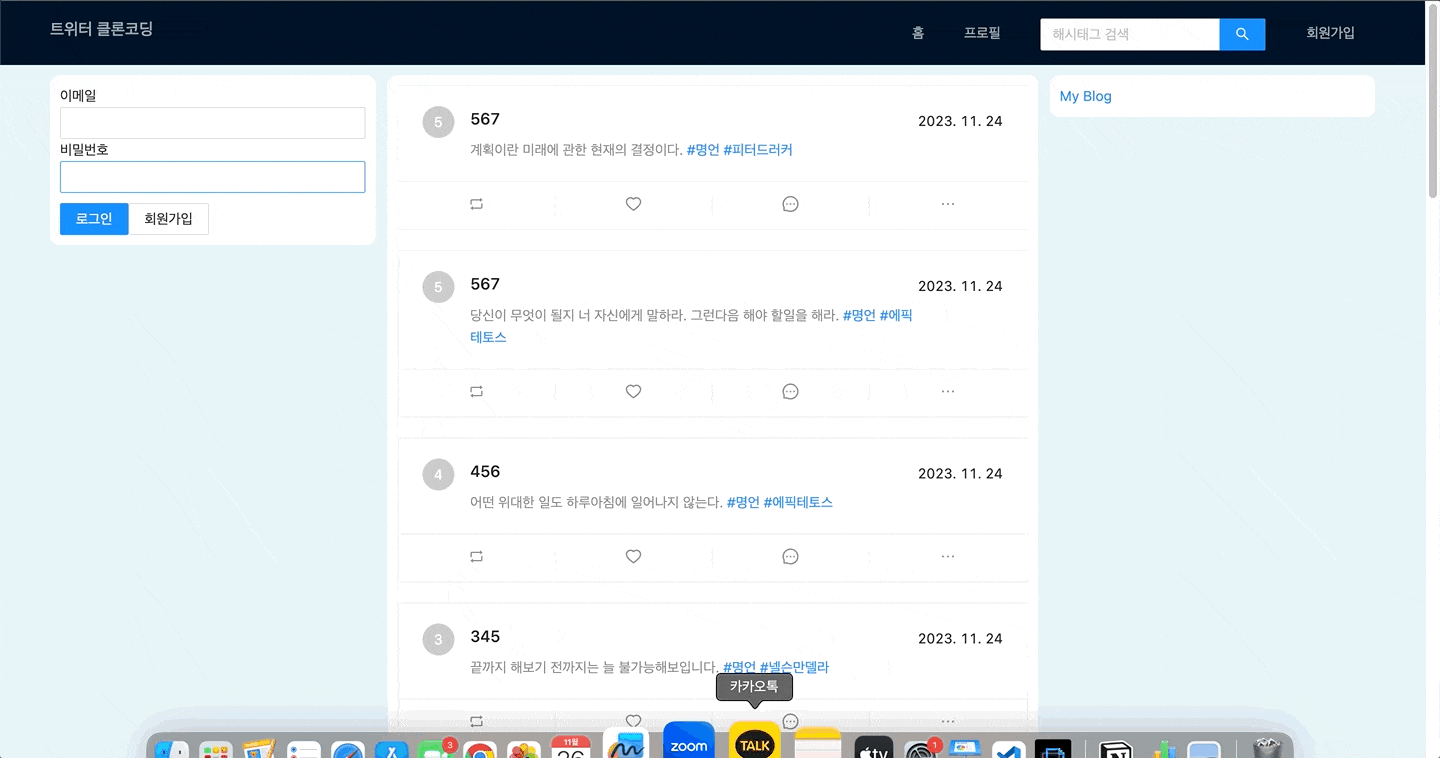 트위터 클론코딩
홈
프로필
해시태그 검색
회원가입
이메일
비밀번호
로그인
회원가입
5
567
2023. 11. 24
계획이란 미래에 관한 현재의 결정이다. #명언 #피터드러커
5
567
2023. 11. 24
당신이 무엇이 될지 너 자신에게 말하라. 그런다음 해야 할일을 해라. #명언 #에픽
테토스
4
456
2023. 11. 24
어떤 위대한 일도 하루아침에 일어나지 않는다. #명언 #에픽테토스
3
345
2023. 11. 24
끝까지 해보기 전까지는 늘 불가능해보입니다. #명언 #넬슨만델라
My Blog
카카오톡
3
11월
26
zoom
TALK
tv
1